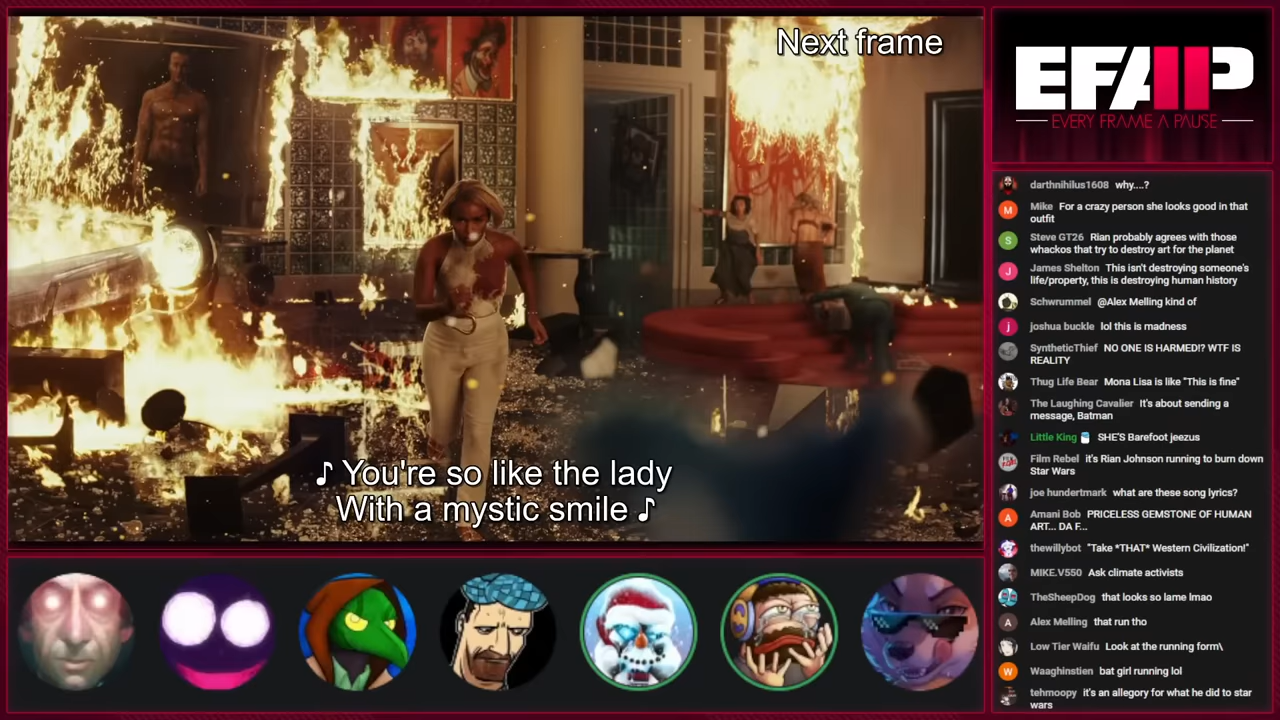 Next frame
♪ You're so like the lady
With a mystic smile ♪
EFAP
EVERY FRAME A PAUSE
darthnihilus1608 why....?
Mike For a crazy person she looks good in that
outfit
Steve GT26 Rian probably agrees with those
whackos that try to destroy art for the planet
James Shelton This isn't destroying someone's
life/property, this is destroying human history
Schwrummel @Alex Melling kind of
joshua buckle lol this is madness
SyntheticThief NO ONE IS HARMED!? WTF IS
REALITY
Thug Life Bear Mona Lisa is like "This is fine"
The Laughing Cavalier It's about sending a
message, Batman
Little King SHE'S Barefoot jeezus
Film Rebel it's Rian Johnson running to burn down
Star Wars
joe hundertmark what are these song lyrics?
Amani Bob PRICELESS GEMSTONE OF HUMAN
ART... DA F...
thewillybot "Take *THAT* Western Civilization!"
MIKE.V550 Ask climate activists
TheSheepDog that looks so lame lmao
Alex Melling that run tho
Low Tier Waifu Look at the running form\
Waaghinstien bat girl running lol
tehmoopy it's an allegory for what he did to star
wars